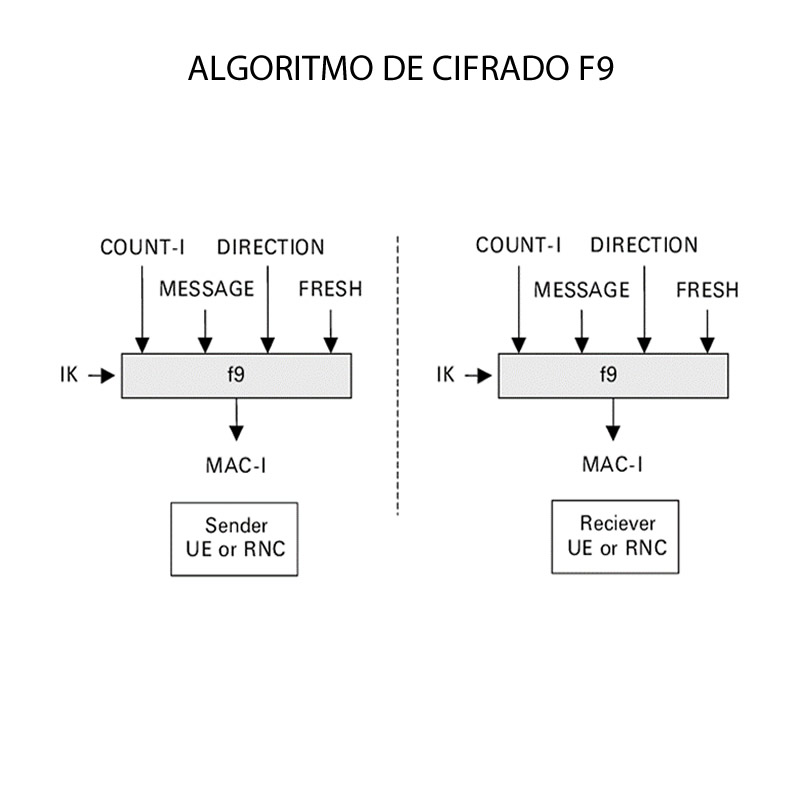 ALGORITMO DE CIFRADO F9
COUNT-I DIRECTION
MESSAGE FRESH
IK f9
MAC-I
Sender
UE or RNC
COUNT-I DIRECTION
MESSAGE FRESH
IK f9
MAC-I
Reciever
UE or RNC